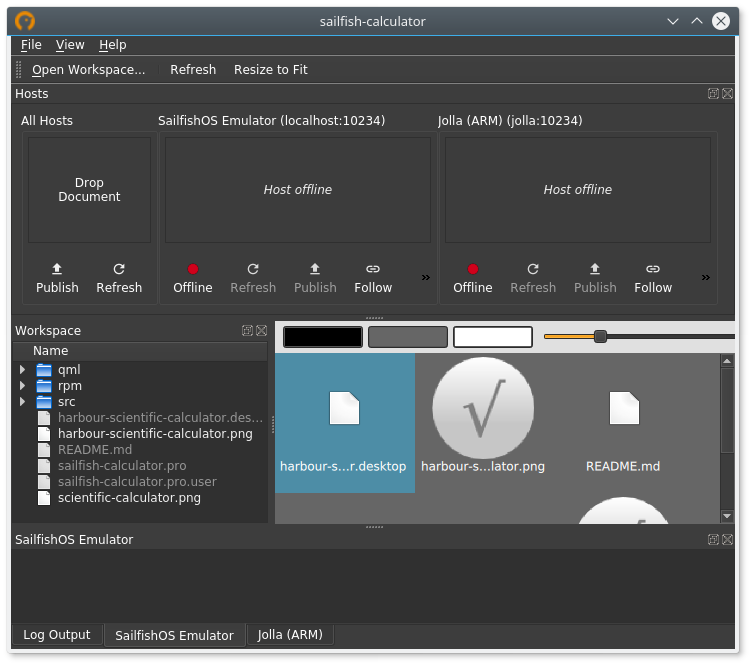 sailfish-calculator
File View Help
Open Workspace... Refresh Resize to Fit
Hosts
All Hosts SailfishOS Emulator (localhost:10234) Jolla (ARM) (jolla:10234)
Drop
Document
Host offline Host offline
Publish Refresh Offline Refresh Publish Follow » Offline Refresh Publish Follow »
Workspace
Name
qml
rpm
src
harbour-scientific-calculator.des...
harbour-scientific-calculator.png
README.md
sailfish-calculator.pro
sailfish-calculator.pro.user
scientific-calculator.png
√
harbour-s...r.desktop harbour-s...lator.png README.md
SailfishOS Emulator
Log Output SailfishOS Emulator Jolla (ARM)